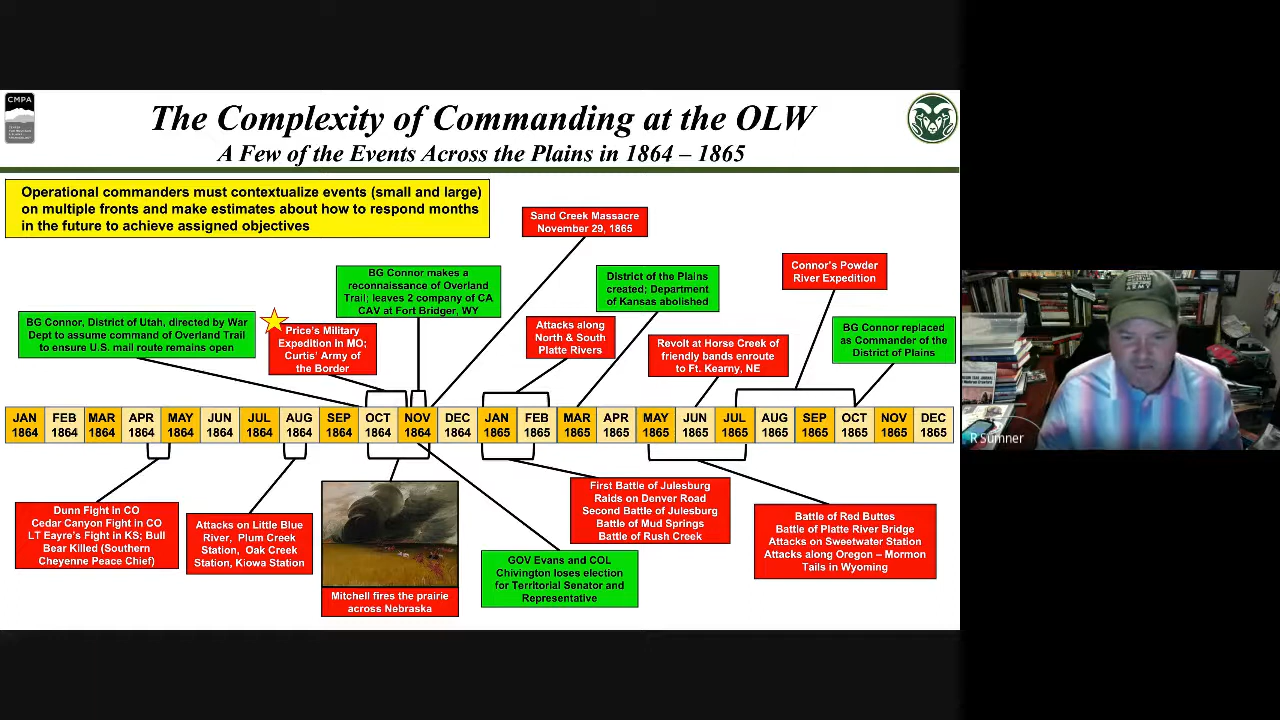 CMPA
The Complexity of Commanding at the OLW
A Few of the Events Across the Plains in 1864 – 1865
Operational commanders must contextualize events (small and large)
on multiple fronts and make estimates about how to respond months
in the future to achieve assigned objectives
Sand Creek Massacre
November 29, 1865
BG Connor makes a
reconnaissance of Overland
Trail; leaves 2 company of CA
CAV at Fort Bridger, WY
District of the Plains
created; Department
of Kansas abolished
Connor's Powder
River Expedition
BG Connor, District of Utah, directed by War
Dept to assume command of Overland Trail
to ensure U.S. mail route remains open
Price's Military
Expedition in MO;
Curtis' Army of
the Border
Attacks along
North & South
Platte Rivers
Revolt at Horse Creek of
friendly bands enroute
to Ft. Kearny, NE
BG Connor replaced
as Commander of the
District of Plains
JAN FEB MAR APR MAY JUN JUL AUG SEP OCT NOV DEC JAN FEB MAR APR MAY JUN JUL AUG SEP OCT NOV DEC
1864 1864 1864 1864 1864 1864 1864 1864 1864 1864 1864 1864 1865 1865 1865 1865 1865 1865 1865 1865 1865 1865 1865 1865
Dunn Fight in CO
Cedar Canyon Fight in CO
LT Eayre's Fight in KS; Bull
Bear Killed (Southern
Cheyenne Peace Chief)
Attacks on Little Blue
River, Plum Creek
Station, Oak Creek
Station, Kiowa Station
Mitchell fires the prairie
across Nebraska
GOV Evans and COL
Chivington loses election
for Territorial Senator and
Representative
First Battle of Julesburg
Raids on Denver Road
Second Battle of Julesburg
Battle of Mud Springs
Battle of Rush Creek
Battle of Red Buttes
Battle of Platte River Bridge
Attacks on Sweetwater Station
Attacks along Oregon – Mormon
Tails in Wyoming
ARMY
R Sumner